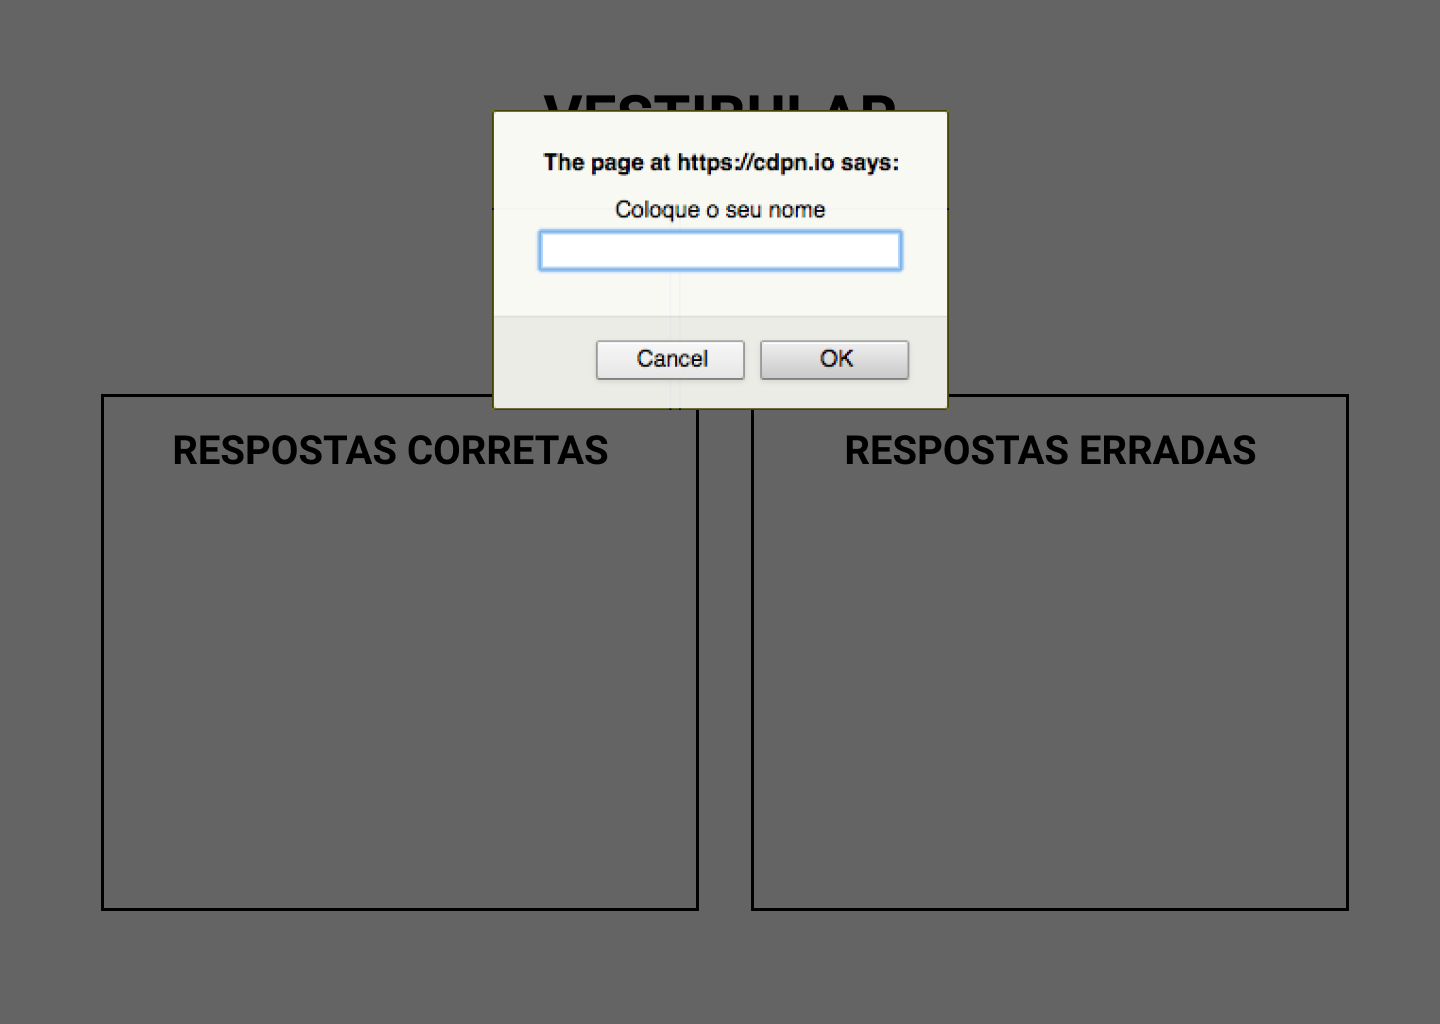 VESTIBULAR
The page at https://cdpn.io says:
Coloque o seu nome
Cancel
OK
RESPOSTAS CORRETAS
RESPOSTAS ERRADAS